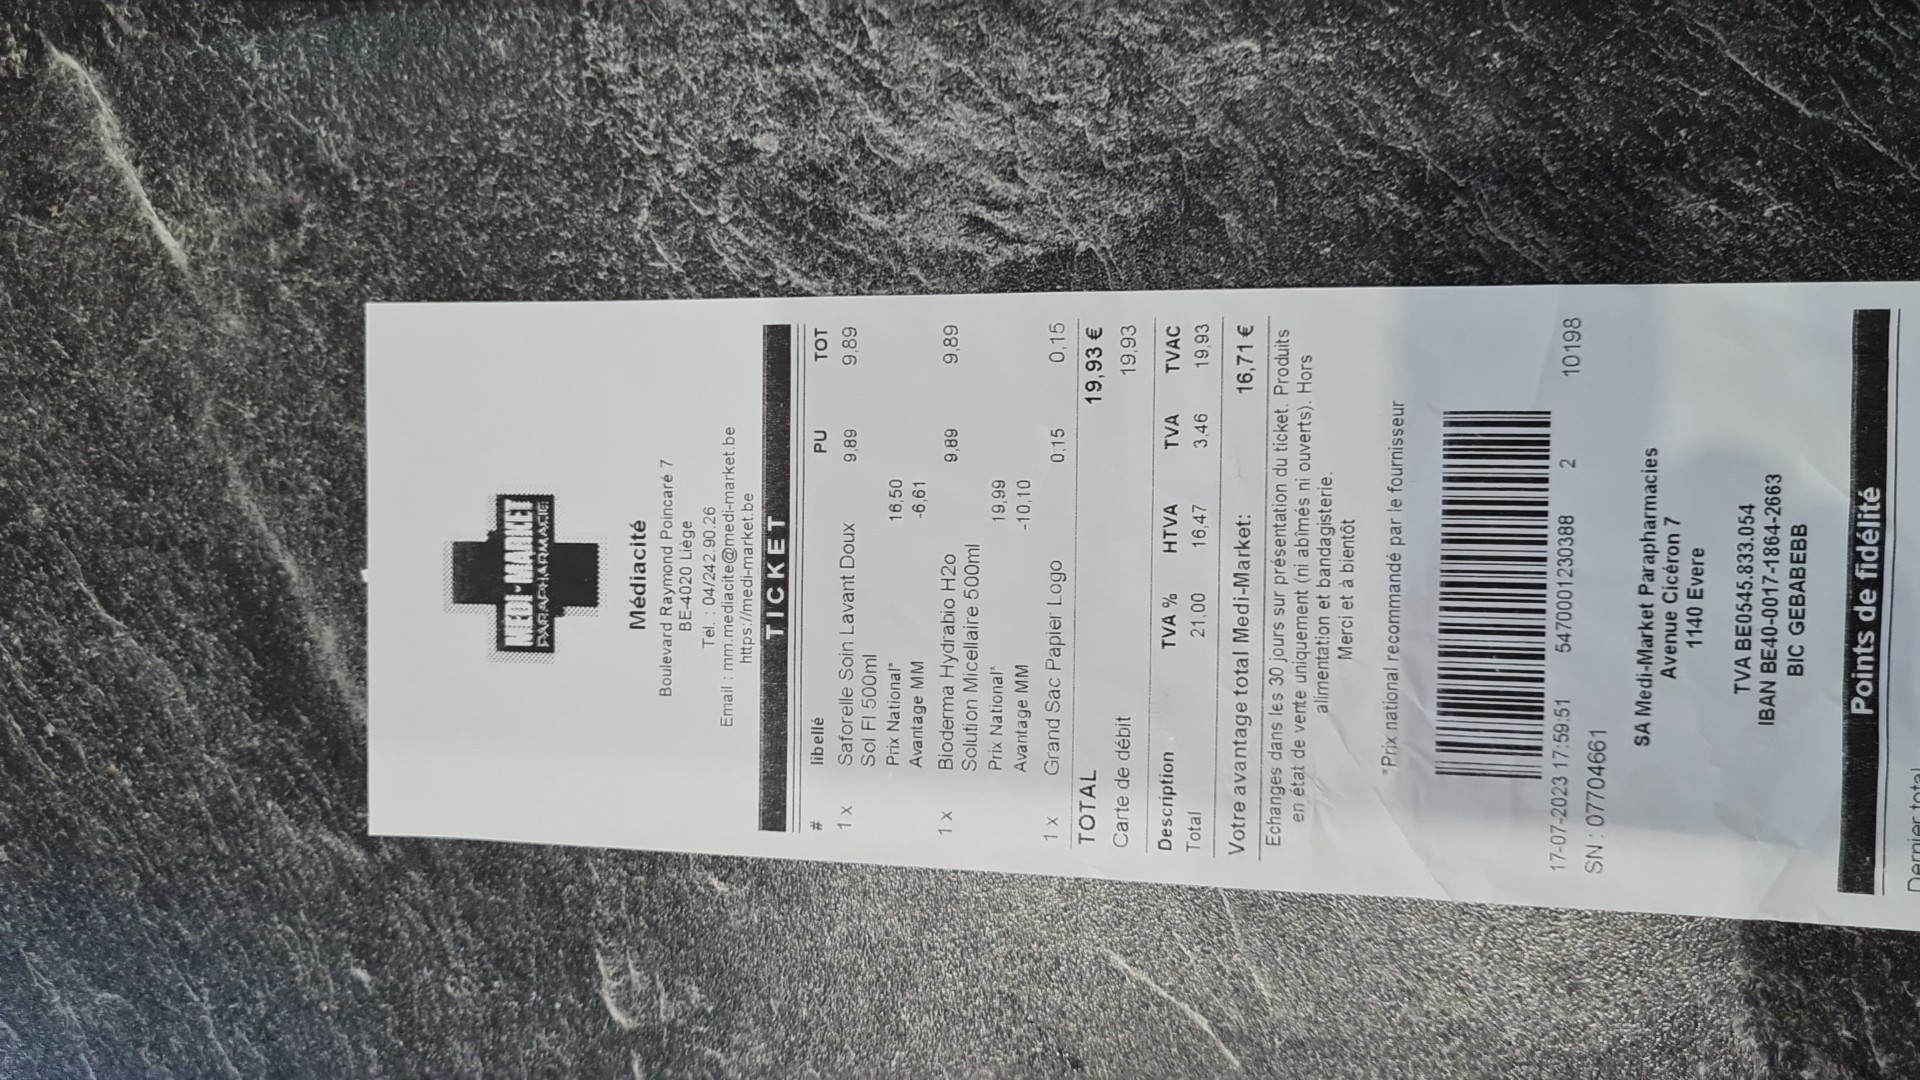 MEDI-MARKET
PARAPHARMACIE
Médiacité
Boulevard Raymond Poincaré 7
BE-4020 Liège
Tél. : 04/242.90.26
Email : mm.mediacite@medi-market.be
https://medi-market.be
TICKET
# libellé PU TOT
1 x Saforelle Soin Lavant Doux 9,89 9,89
Sol Fl 500ml
Prix National* 16,50
Avantage MM -6,61
1 x Bioderma Hydrabio H2o 9,89 9,89
Solution Micellaire 500ml
Prix National* 19,99
Avantage MM -10,10
1 x Grand Sac Papier Logo 0,15 0,15
TOTAL 19,93 €
Carte de débit 19,93
Description TVA % HTVA TVA TVAC
Total 21,00 16,47 3,46 19,93
Votre avantage total Medi-Market: 16,71 €
Echanges dans les 30 jours sur présentation du ticket. Produits
en état de vente uniquement (ni abîmés ni ouverts). Hors
alimentation et bandagisterie.
Merci et à bientôt
*Prix national recommandé par le fournisseur
17-07-2023 17:59:51 5470001230388 2 10198
SN : 07704661
SA Medi-Market Parapharmacies
Avenue Cicéron 7
1140 Evere
TVA BE0545.833.054
IBAN BE40-0017-1864-2663
BIC GEBABEBB
Points de fidélité
Dernier total